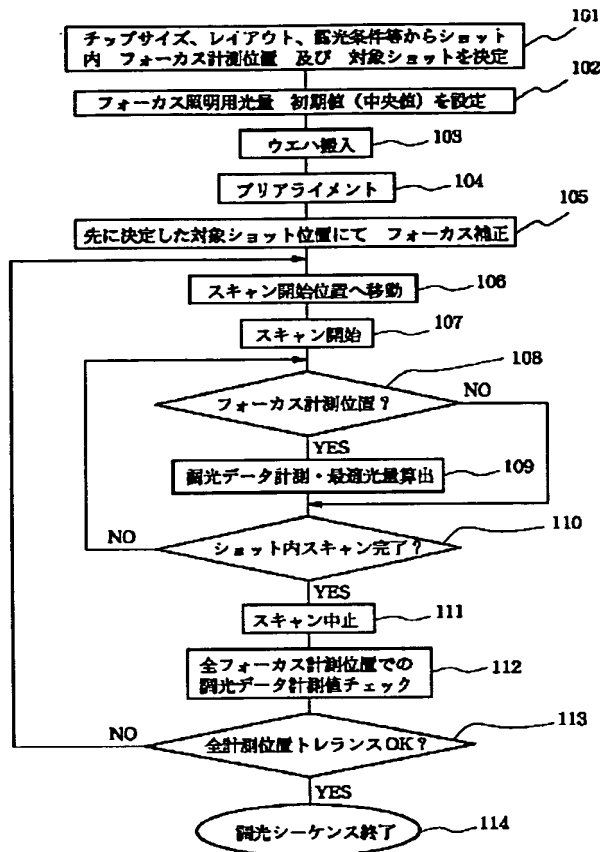 101
チップサイズ、レイアウト、露光条件等からショット
内 フォーカス計測位置 及び 対象ショットを決定
102
フォーカス照明用光量 初期値（中央値）を設定
ウエハ搬入 103
プリアライメント 104
105
先に決定した対象ショット位置にて フォーカス補正
スキャン開始位置へ移動 106
スキャン開始 107
108
フォーカス計測位置？ NO
YES
調光データ計測・最適光量算出 109
NO ショット内スキャン完了？ 110
YES
スキャン中止 111
全フォーカス計測位置での
調光データ計測値チェック 112
NO 全計測位置トレランスOK？ 113
YES
調光シーケンス終了 114